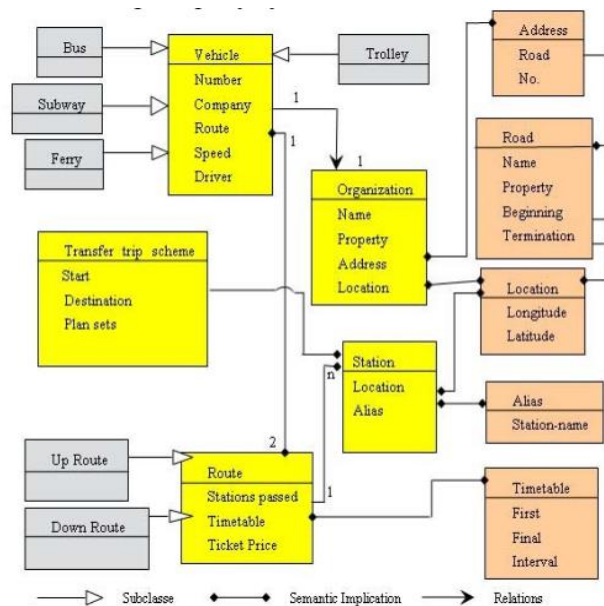 Bus
Subway
Ferry
Vehicle
Number
Company
Route
Speed
Driver
Trolley
Address
Road
No.
1
1
1
Organization
Name
Property
Address
Location
Road
Name
Property
Beginning
Termination
Transfer trip scheme
Start
Destination
Plan sets
Location
Longitude
Latitude
Station
Location
Alias
n
Alias
Station-name
2
1
Up Route
Down Route
Route
Stations passed
Timetable
Ticket Price
Timetable
First
Final
Interval
Subclasse
Semantic Implication
Relations